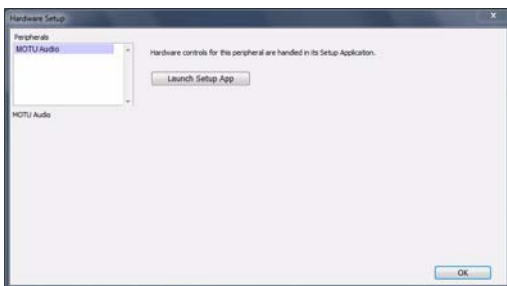 Hardware Setup
X
Peripherals
MOTU Audio
Hardware controls for this peripheral are handled in its Setup Application.
Launch Setup App
MOTU Audio
OK